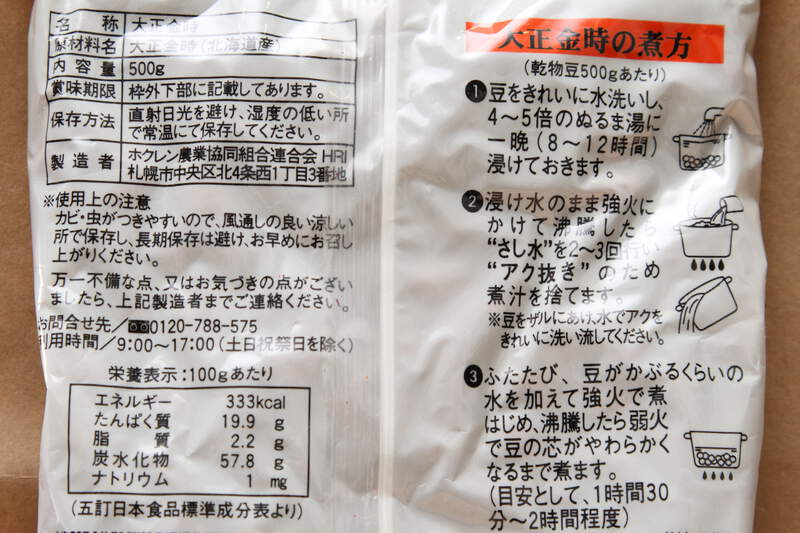 名称 大正金時
原材料名 大正金時(北海道産)
内容量 500g
賞味期限 枠外下部に記載してあります。
保存方法 直射日光を避け、湿度の低い所
で常温にて保存してください。
製造者 ホクレン農業協同組合連合会 HRI
札幌市中央区北4条西1丁目3番地
※使用上の注意
カビ・虫がつきやすいので、風通しの良い涼しい
所で保存し、長期保存は避け、お早めにお召し
上がりください。
万一不備な点、又はお気づきの点がござい
ましたら、上記製造者までご連絡ください。
お問合せ先/0120-788-575
利用時間/9:00〜17:00(土日祝祭日を除く)
栄養表示:100gあたり
エネルギー 333kcal
たんぱく質 19.9 g
脂質 2.2 g
炭水化物 57.8 g
ナトリウム 1 mg
(五訂日本食品標準成分表より)
大正金時の煮方
(乾物豆500gあたり)
❶豆をきれいに水洗いし、
4〜5倍のぬるま湯に
一晩(8〜12時間)
浸けておきます。
❷浸け水のまま強火に
かけて沸騰したら
“さし水”を2〜3回行い
“アク抜き”のため
煮汁を捨てます。
※豆をザルにあけ、水でアクを
きれいに洗い流してください。
❸ふたたび、豆がかぶるくらいの
水を加えて強火で煮
はじめ、沸騰したら弱火
で豆の芯がやわらかく
なるまで煮ます。
(目安として、1時間30
分〜2時間程度)